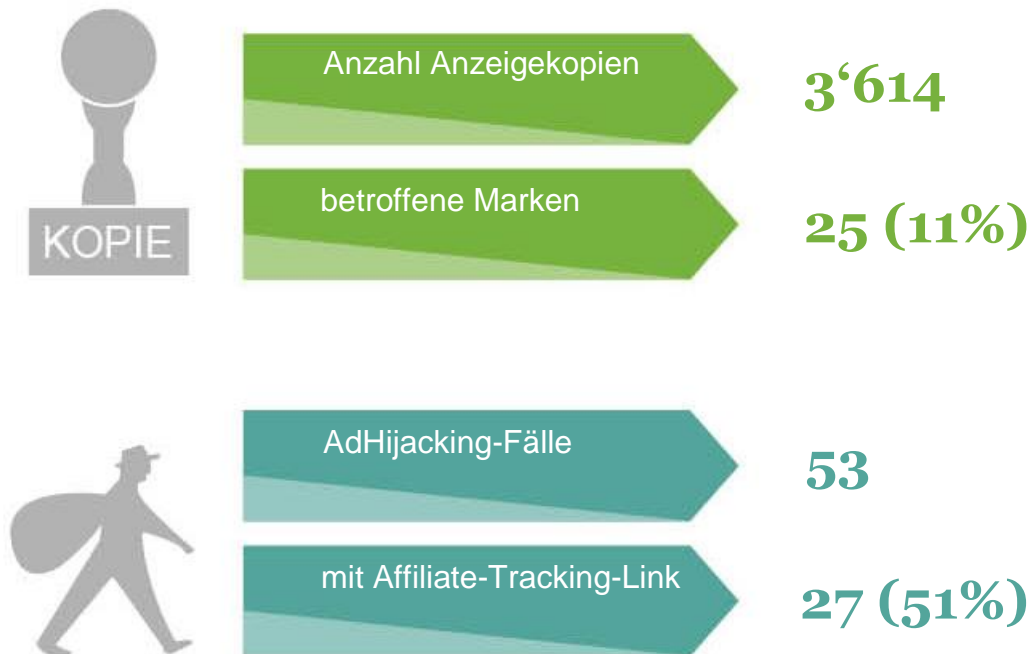 Anzahl Anzeigekopien
3‘614
betroffene Marken
25 (11%)
KOPIE
AdHijacking-Fälle
53
mit Affiliate-Tracking-Link
27 (51%)